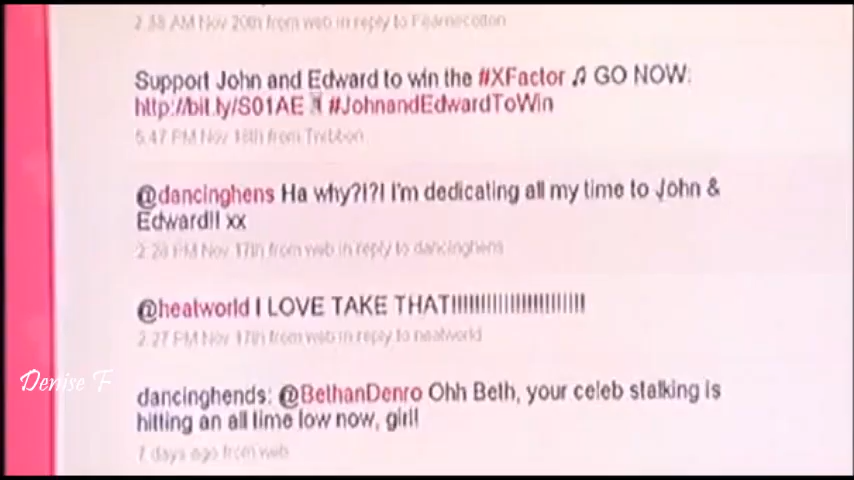 2:38 AM Nov 20th from web in reply to Fearnecotton
Support John and Edward to win the #XFactor ♫ GO NOW:
http://bit.ly/S01AE #JohnandEdwardToWin
5:47 PM Nov 18th from Twibbon
@dancinghens Ha why?!?! I'm dedicating all my time to John &
Edward!! xx
2:28 PM Nov 17th from web in reply to dancinghens
@heatworld I LOVE TAKE THAT!!!!!!!!!!!!!!!!!!!!!!!
2:27 PM Nov 17th from web in reply to heatworld
Denise F
dancinghends: @BethanDenro Ohh Beth, your celeb stalking is
hitting an all time low now, girl!
7 days ago from web